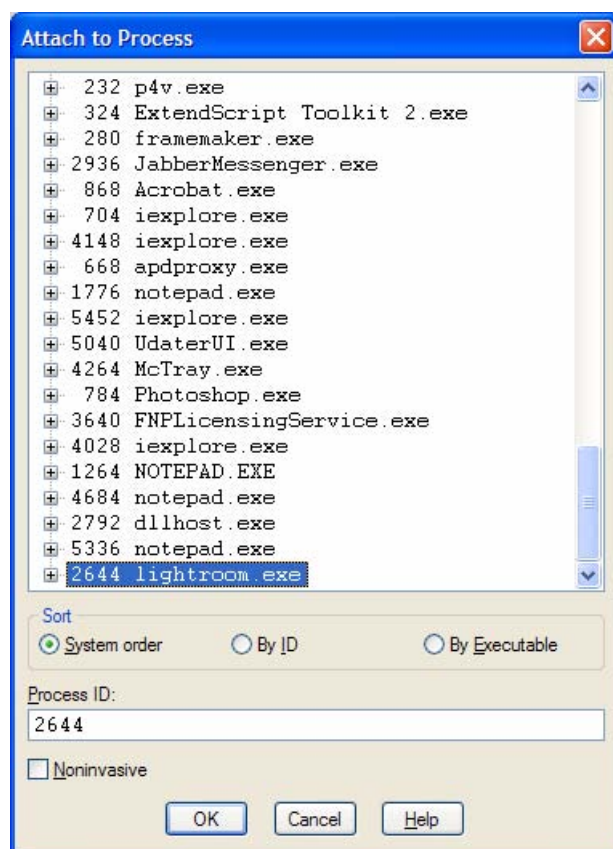 Attach to Process
232 p4v.exe
324 ExtendScript Toolkit 2.exe
280 framemaker.exe
2936 JabberMessenger.exe
868 Acrobat.exe
704 iexplore.exe
4148 iexplore.exe
668 apdproxy.exe
1776 notepad.exe
5452 iexplore.exe
5040 UdaterUI.exe
4264 McTray.exe
784 Photoshop.exe
3640 FNPLicensingService.exe
4028 iexplore.exe
1264 NOTEPAD.EXE
4684 notepad.exe
2792 dllhost.exe
5336 notepad.exe
2644 lightroom.exe
Sort
System order By ID By Executable
Process ID:
2644
Noninvasive
OK Cancel Help